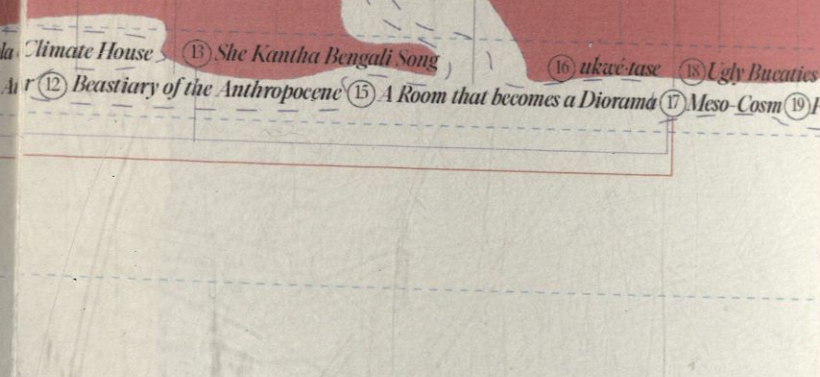 Climate House ⑬ She Kantha Bengali Song ⑯ ukwé·tase ⑱ Ugly Bucaties
r ⑫ Beastiary of the Anthropocene ⑮ A Room that becomes a Diorama ⑰ Meso-Cosm ⑲